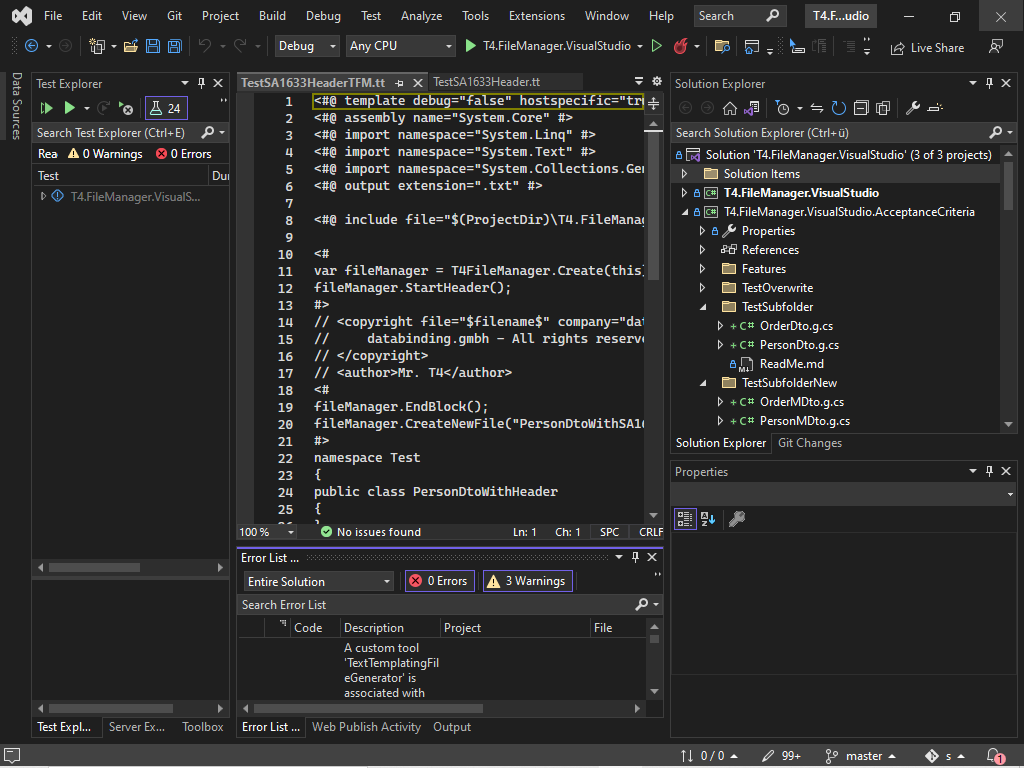 File Edit View Git Project Build Debug Test Analyze Tools Extensions Window Help Search T4.F...udio
Debug Any CPU T4.FileManager.VisualStudio Live Share
Data Sources
Test Explorer
24
Search Test Explorer (Ctrl+E)
Rea 0 Warnings 0 Errors
Test Du
T4.FileManager.VisualS...
Test Expl... Server Ex... Toolbox
TestSA1633HeaderTFM.tt TestSA1633Header.tt
1 <#@ template debug="false" hostspecific="tr
2 <#@ assembly name="System.Core" #>
3 <#@ import namespace="System.Linq" #>
4 <#@ import namespace="System.Text" #>
5 <#@ import namespace="System.Collections.Gen
6 <#@ output extension=".txt" #>
7
8 <#@ include file="$(ProjectDir)\T4.FileManag
9
10 <#
11 var fileManager = T4FileManager.Create(this)
12 fileManager.StartHeader();
13 #>
14 // <copyright file="$filename$" company="dat
15 //     databinding.gmbh - All rights reserve
16 // </copyright>
17 // <author>Mr. T4</author>
18 <#
19 fileManager.EndBlock();
20 fileManager.CreateNewFile("PersonDtoWithSA16
21 #>
22 namespace Test
23 {
24 public class PersonDtoWithHeader
25 {
100 % No issues found Ln: 1 Ch: 1 SPC CRLF
Error List ...
Entire Solution 0 Errors 3 Warnings
Search Error List
Code Description Project File
A custom tool
'TextTemplatingFil
eGenerator' is
associated with
Error List ... Web Publish Activity Output
Solution Explorer
Search Solution Explorer (Ctrl+ü)
Solution 'T4.FileManager.VisualStudio' (3 of 3 projects)
Solution Items
C# T4.FileManager.VisualStudio
C# T4.FileManager.VisualStudio.AcceptanceCriteria
Properties
References
Features
TestOverwrite
TestSubfolder
+ C# OrderDto.g.cs
+ C# PersonDto.g.cs
ReadMe.md
TestSubfolderNew
+ C# OrderMDto.g.cs
+ C# PersonMDto.g.cs
Solution Explorer Git Changes
Properties
0 / 0 99+ master s 1